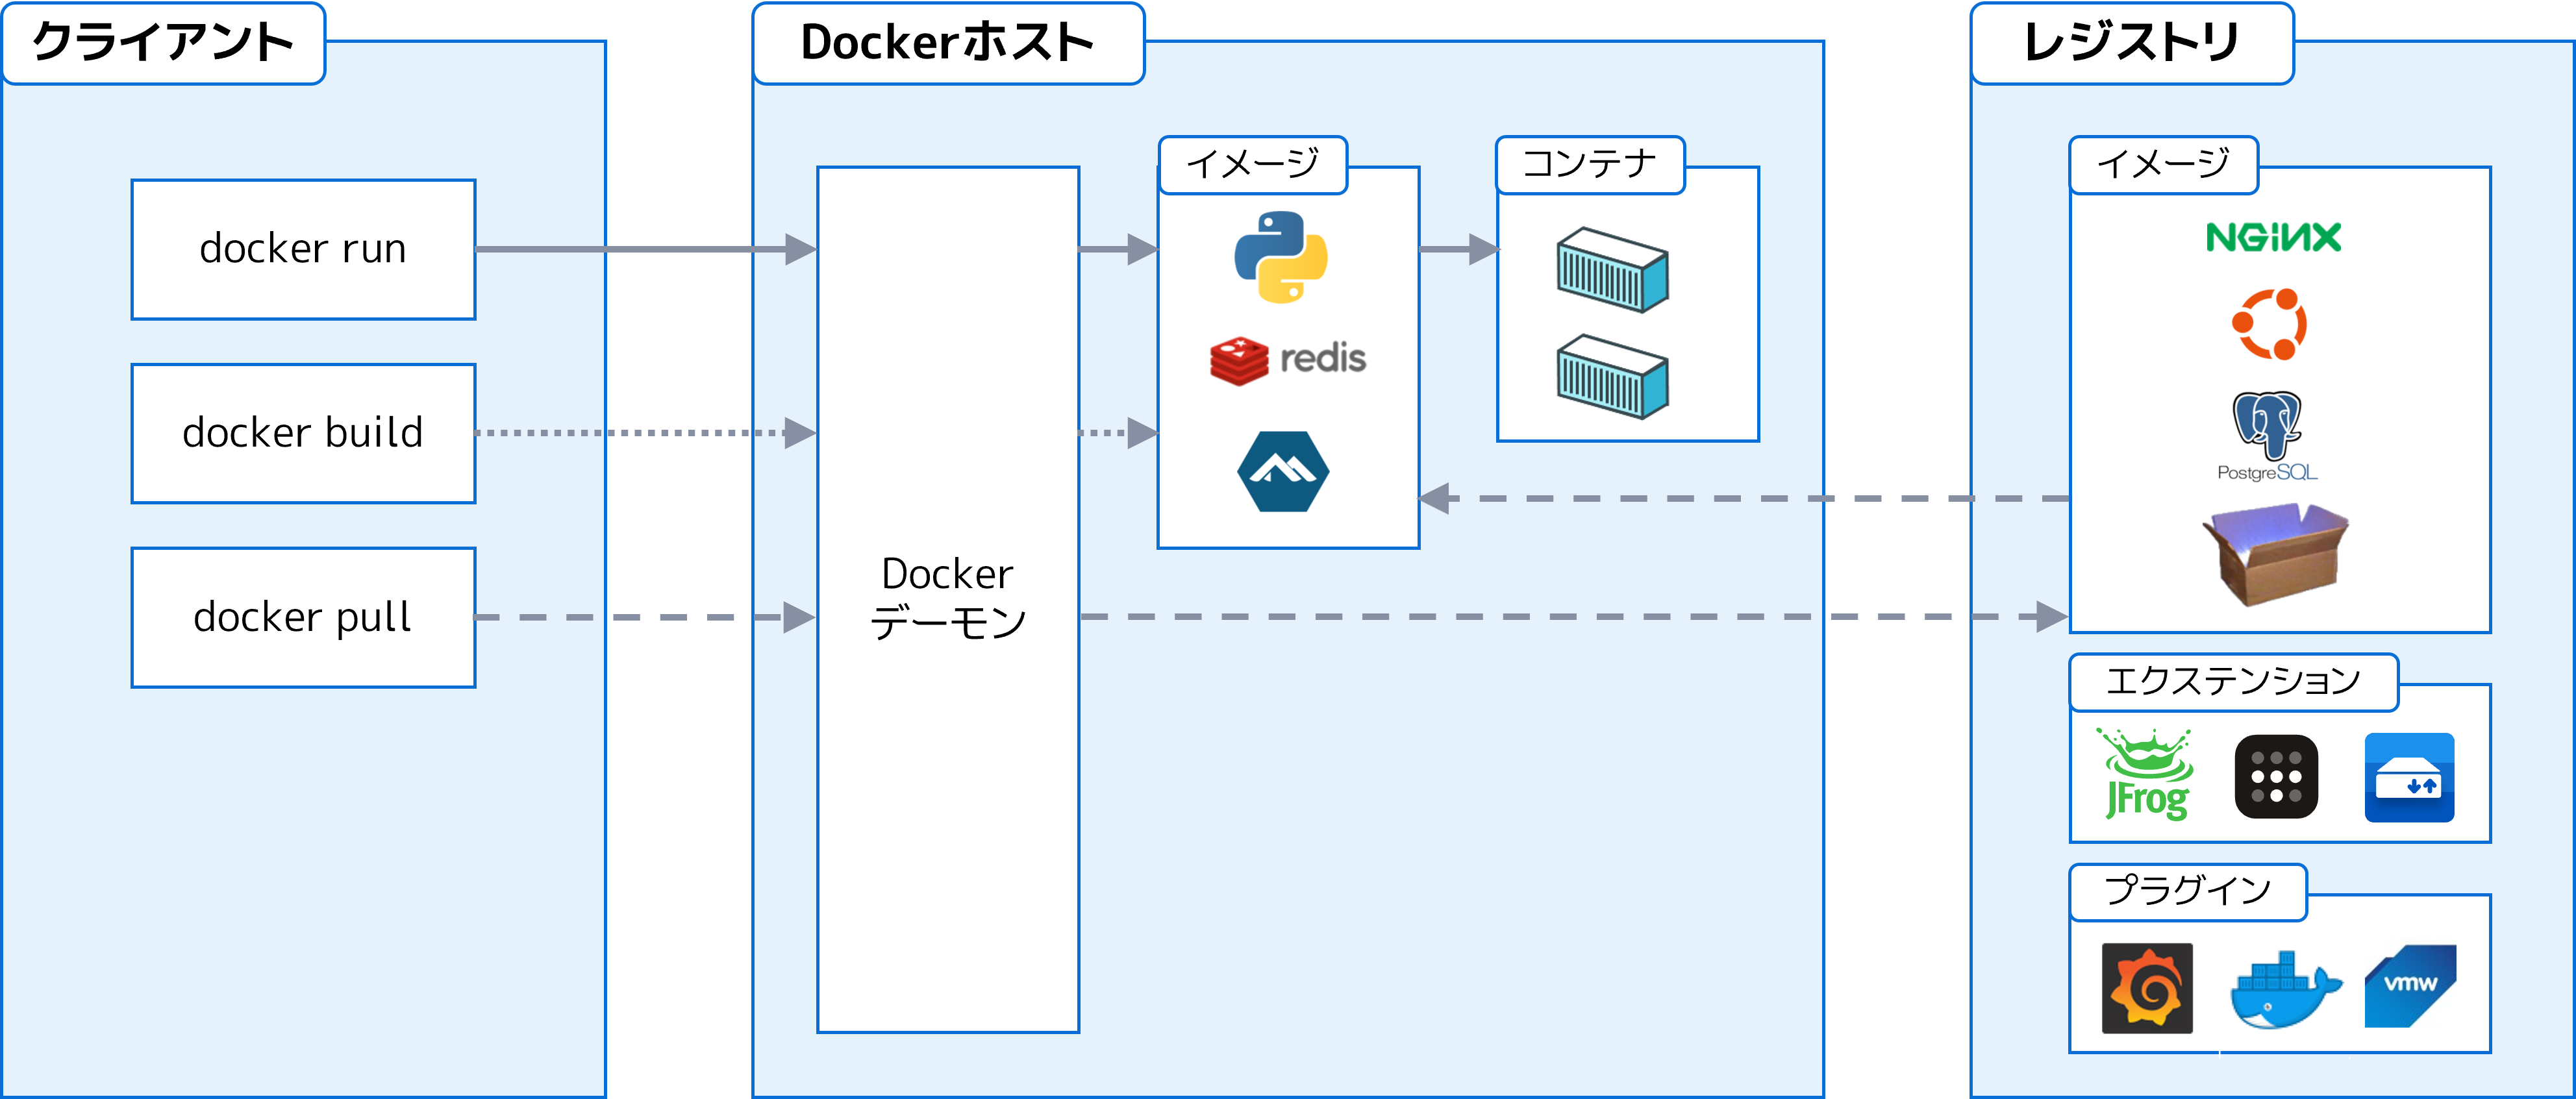 クライアント
docker run
docker build
docker pull
Dockerホスト
Docker
デーモン
イメージ
redis
コンテナ
レジストリ
イメージ
NGINX
PostgreSQL
エクステンション
JFrog
プラグイン
vmw